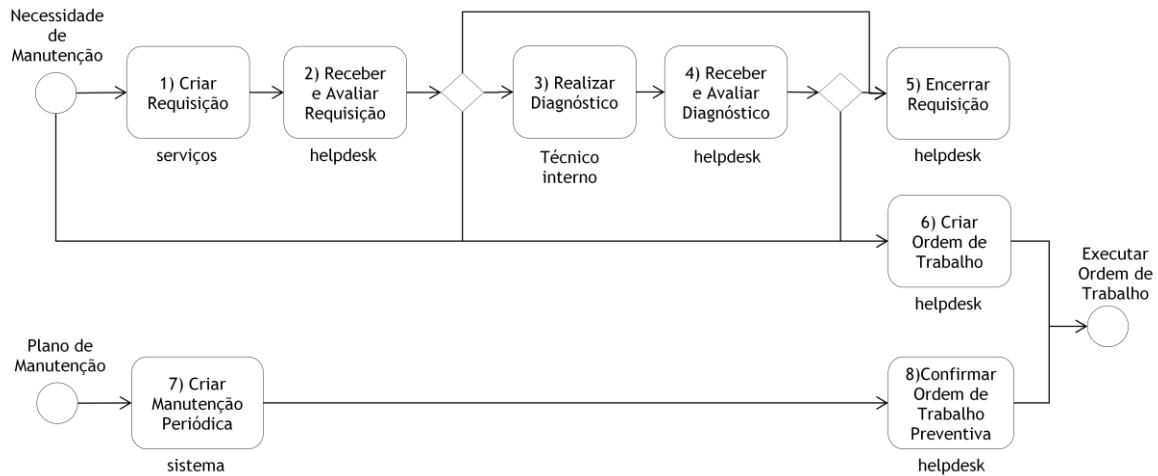 Necessidade
de
Manutenção
1) Criar
Requisição
serviços
2) Receber
e Avaliar
Requisição
helpdesk
3) Realizar
Diagnóstico
Técnico
interno
4) Receber
e Avaliar
Diagnóstico
helpdesk
5) Encerrar
Requisição
helpdesk
6) Criar
Ordem de
Trabalho
helpdesk
Executar
Ordem de
Trabalho
Plano de
Manutenção
7) Criar
Manutenção
Periódica
sistema
8)Confirmar
Ordem de
Trabalho
Preventiva
helpdesk